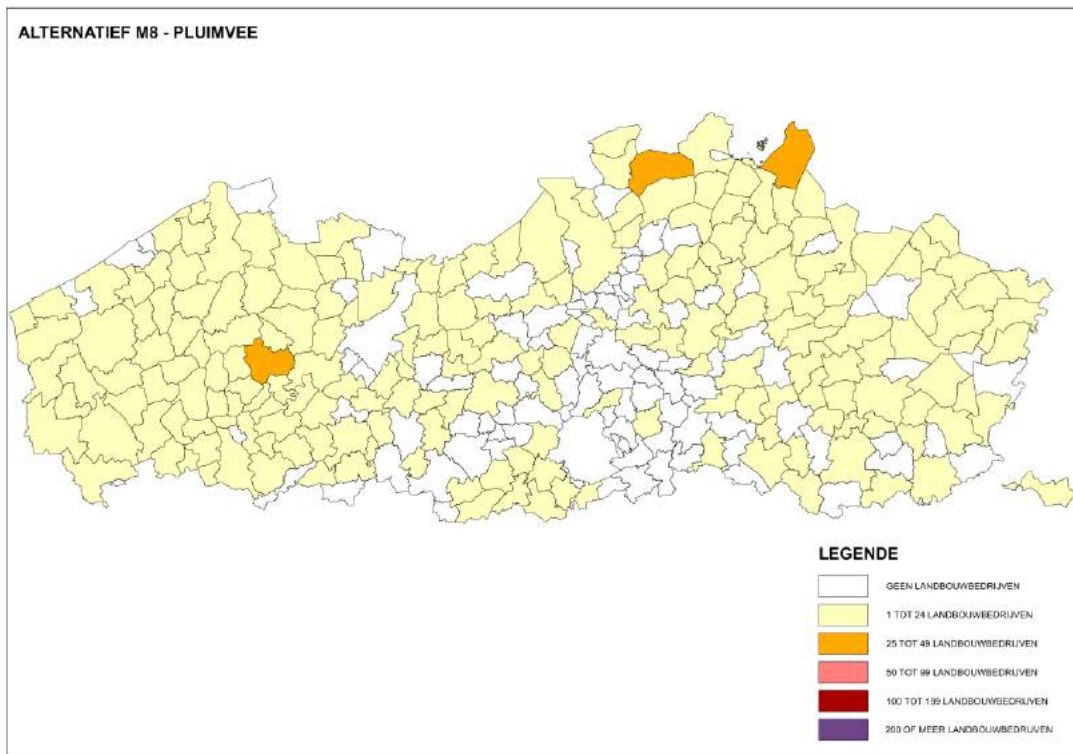 ALTERNATIEF M8 - PLUIMVEE
LEGENDE
GEEN LANDBOUWBEDRIJVEN
1 TOT 24 LANDBOUWBEDRIJVEN
25 TOT 49 LANDBOUWBEDRIJVEN
50 TOT 99 LANDBOUWBEDRIJVEN
100 TOT 199 LANDBOUWBEDRIJVEN
200 OF MEER LANDBOUWBEDRIJVEN